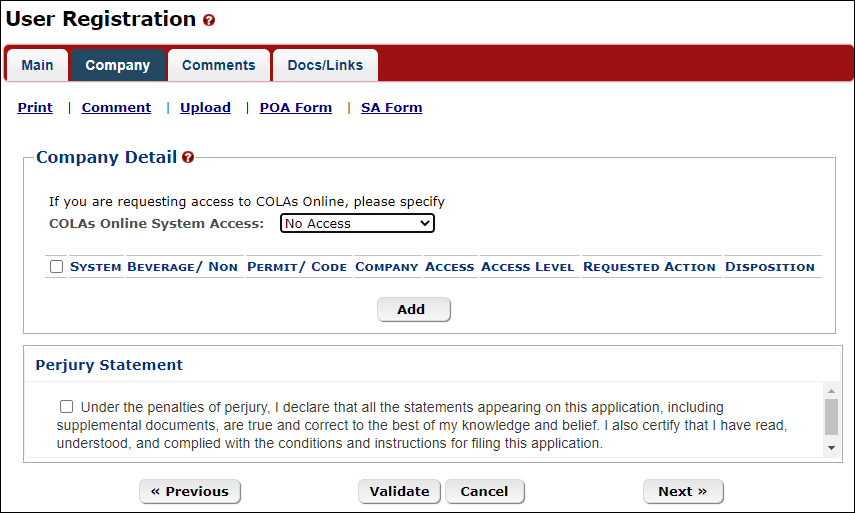 User Registration ?
Main Company Comments Docs/Links
Print | Comment | Upload | POA Form | SA Form
Company Detail ?
If you are requesting access to COLAs Online, please specify
COLAs Online System Access: No Access
System Beverage/ Non Permit/ Code Company Access Access Level Requested Action Disposition
Add
Perjury Statement
Under the penalties of perjury, I declare that all the statements appearing on this application, including
supplemental documents, are true and correct to the best of my knowledge and belief. I also certify that I have read,
understood, and complied with the conditions and instructions for filing this application.
« Previous Validate Cancel Next »